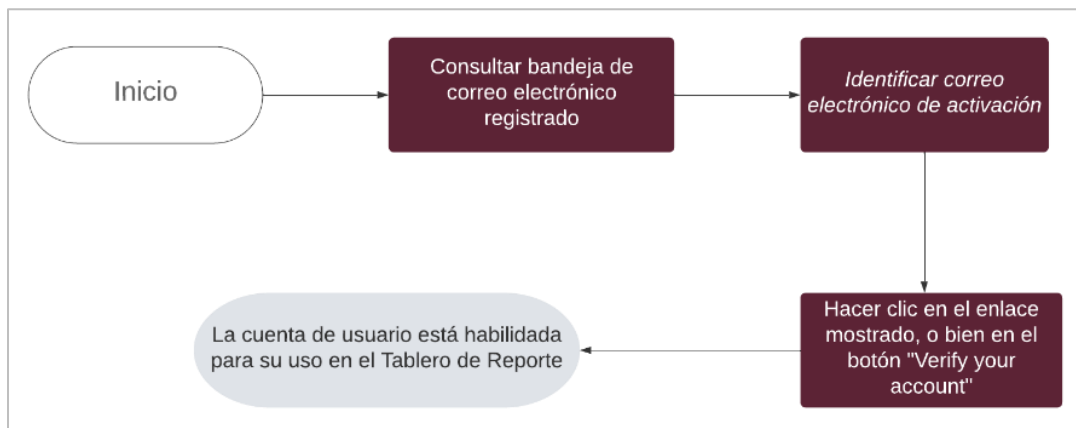 Inicio
Consultar bandeja de
correo electrónico
registrado
Identificar correo
electrónico de activación
Hacer clic en el enlace
mostrado, o bien en el
botón "Verify your
account"
La cuenta de usuario está habilidada
para su uso en el Tablero de Reporte